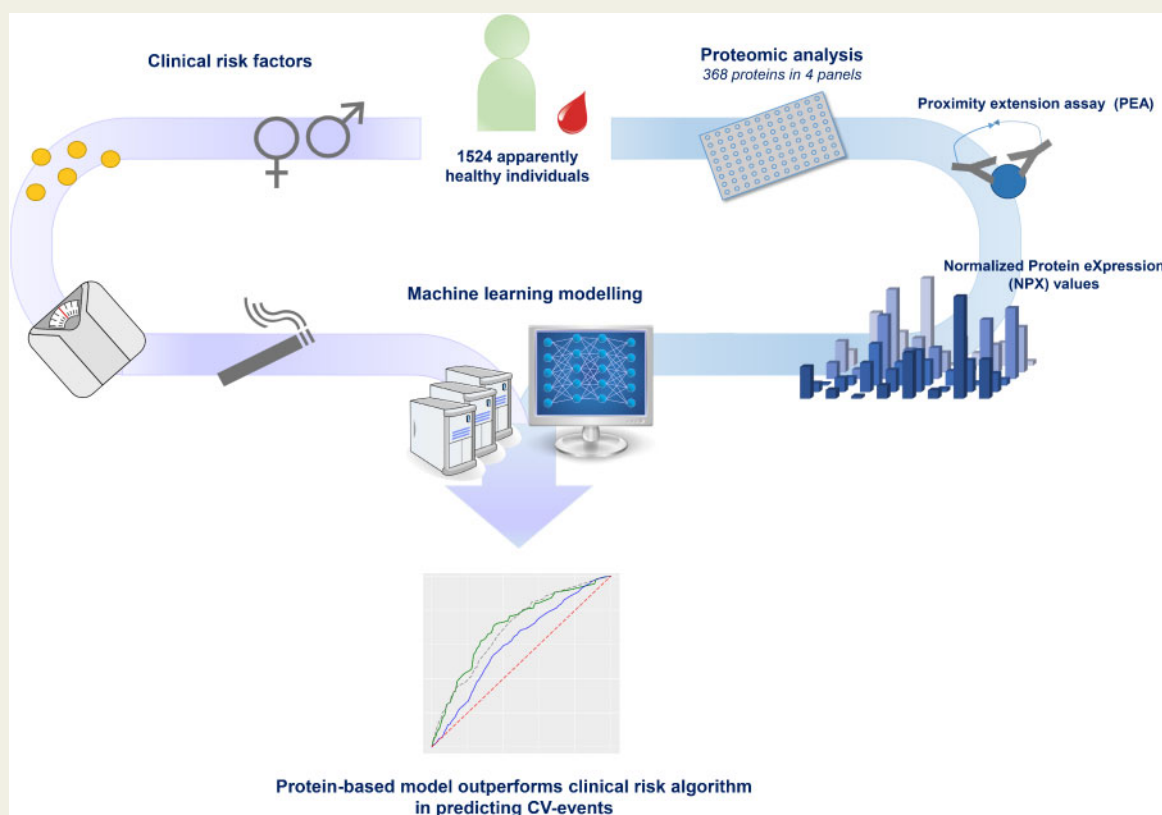 Clinical risk factors
1524 apparently
healthy individuals
Proteomic analysis
368 proteins in 4 panels
Proximity extension assay (PEA)
Normalized Protein eXpression
(NPX) values
Machine learning modelling
Protein-based model outperforms clinical risk algorithm
in predicting CV-events